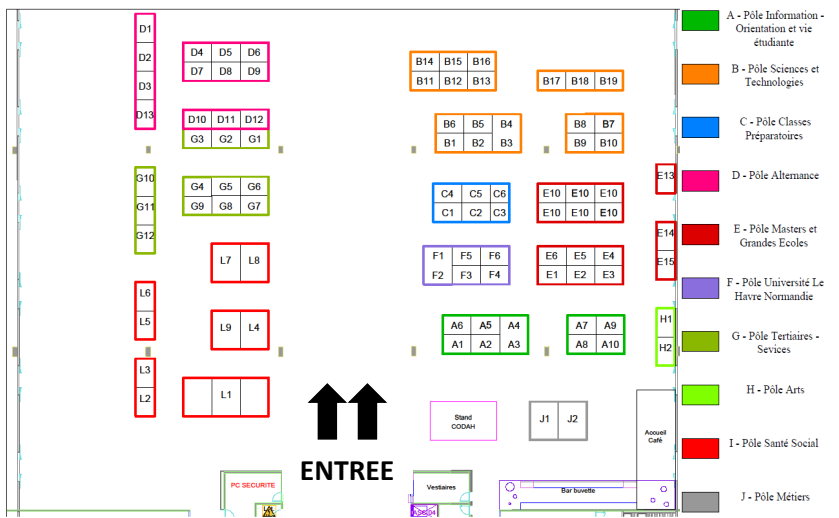 D1
D2
D3
D13
D4 D5 D6
D7 D8 D9
D10 D11 D12
G3 G2 G1
G10
G11
G12
G4 G5 G6
G9 G8 G7
L7 L8
L6
L5
L9 L4
L3
L2
L1
B14 B15 B16
B11 B12 B13
B17 B18 B19
B6 B5 B4
B1 B2 B3
B8 B7
B9 B10
C4 C5 C6
C1 C2 C3
E10 E10 E10
E10 E10 E10
E13
E14
E15
F1 F5 F6
F2 F3 F4
E6 E5 E4
E1 E2 E3
A6 A5 A4
A1 A2 A3
A7 A9
A8 A10
H1
H2
Stand
CODAH
J1 J2
Accueil
Café
ENTREE
PC SECURITE
Vestiaires
Bar buvette
A - Pôle Information -
Orientation et vie
étudiante
B - Pôle Sciences et
Technologies
C - Pôle Classes
Préparatoires
D - Pôle Alternance
E - Pôle Masters et
Grandes Ecoles
F - Pôle Université Le
Havre Normandie
G - Pôle Tertiaires -
Sevices
H - Pôle Arts
I - Pôle Santé Social
J - Pôle Métiers